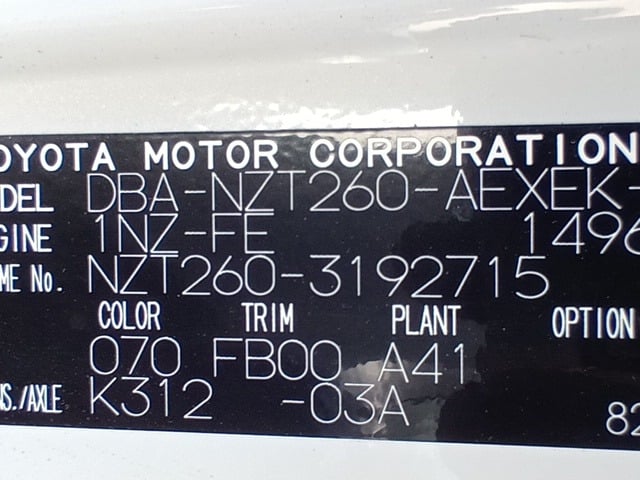 OYOTA MOTOR CORPORATION
DEL DBA-NZT260-AEXEK-
GINE 1NZ-FE 1496
ME No. NZT260-3192715
COLOR TRIM PLANT OPTION
070 FB00 A41
NS./AXLE K312 -03A
82